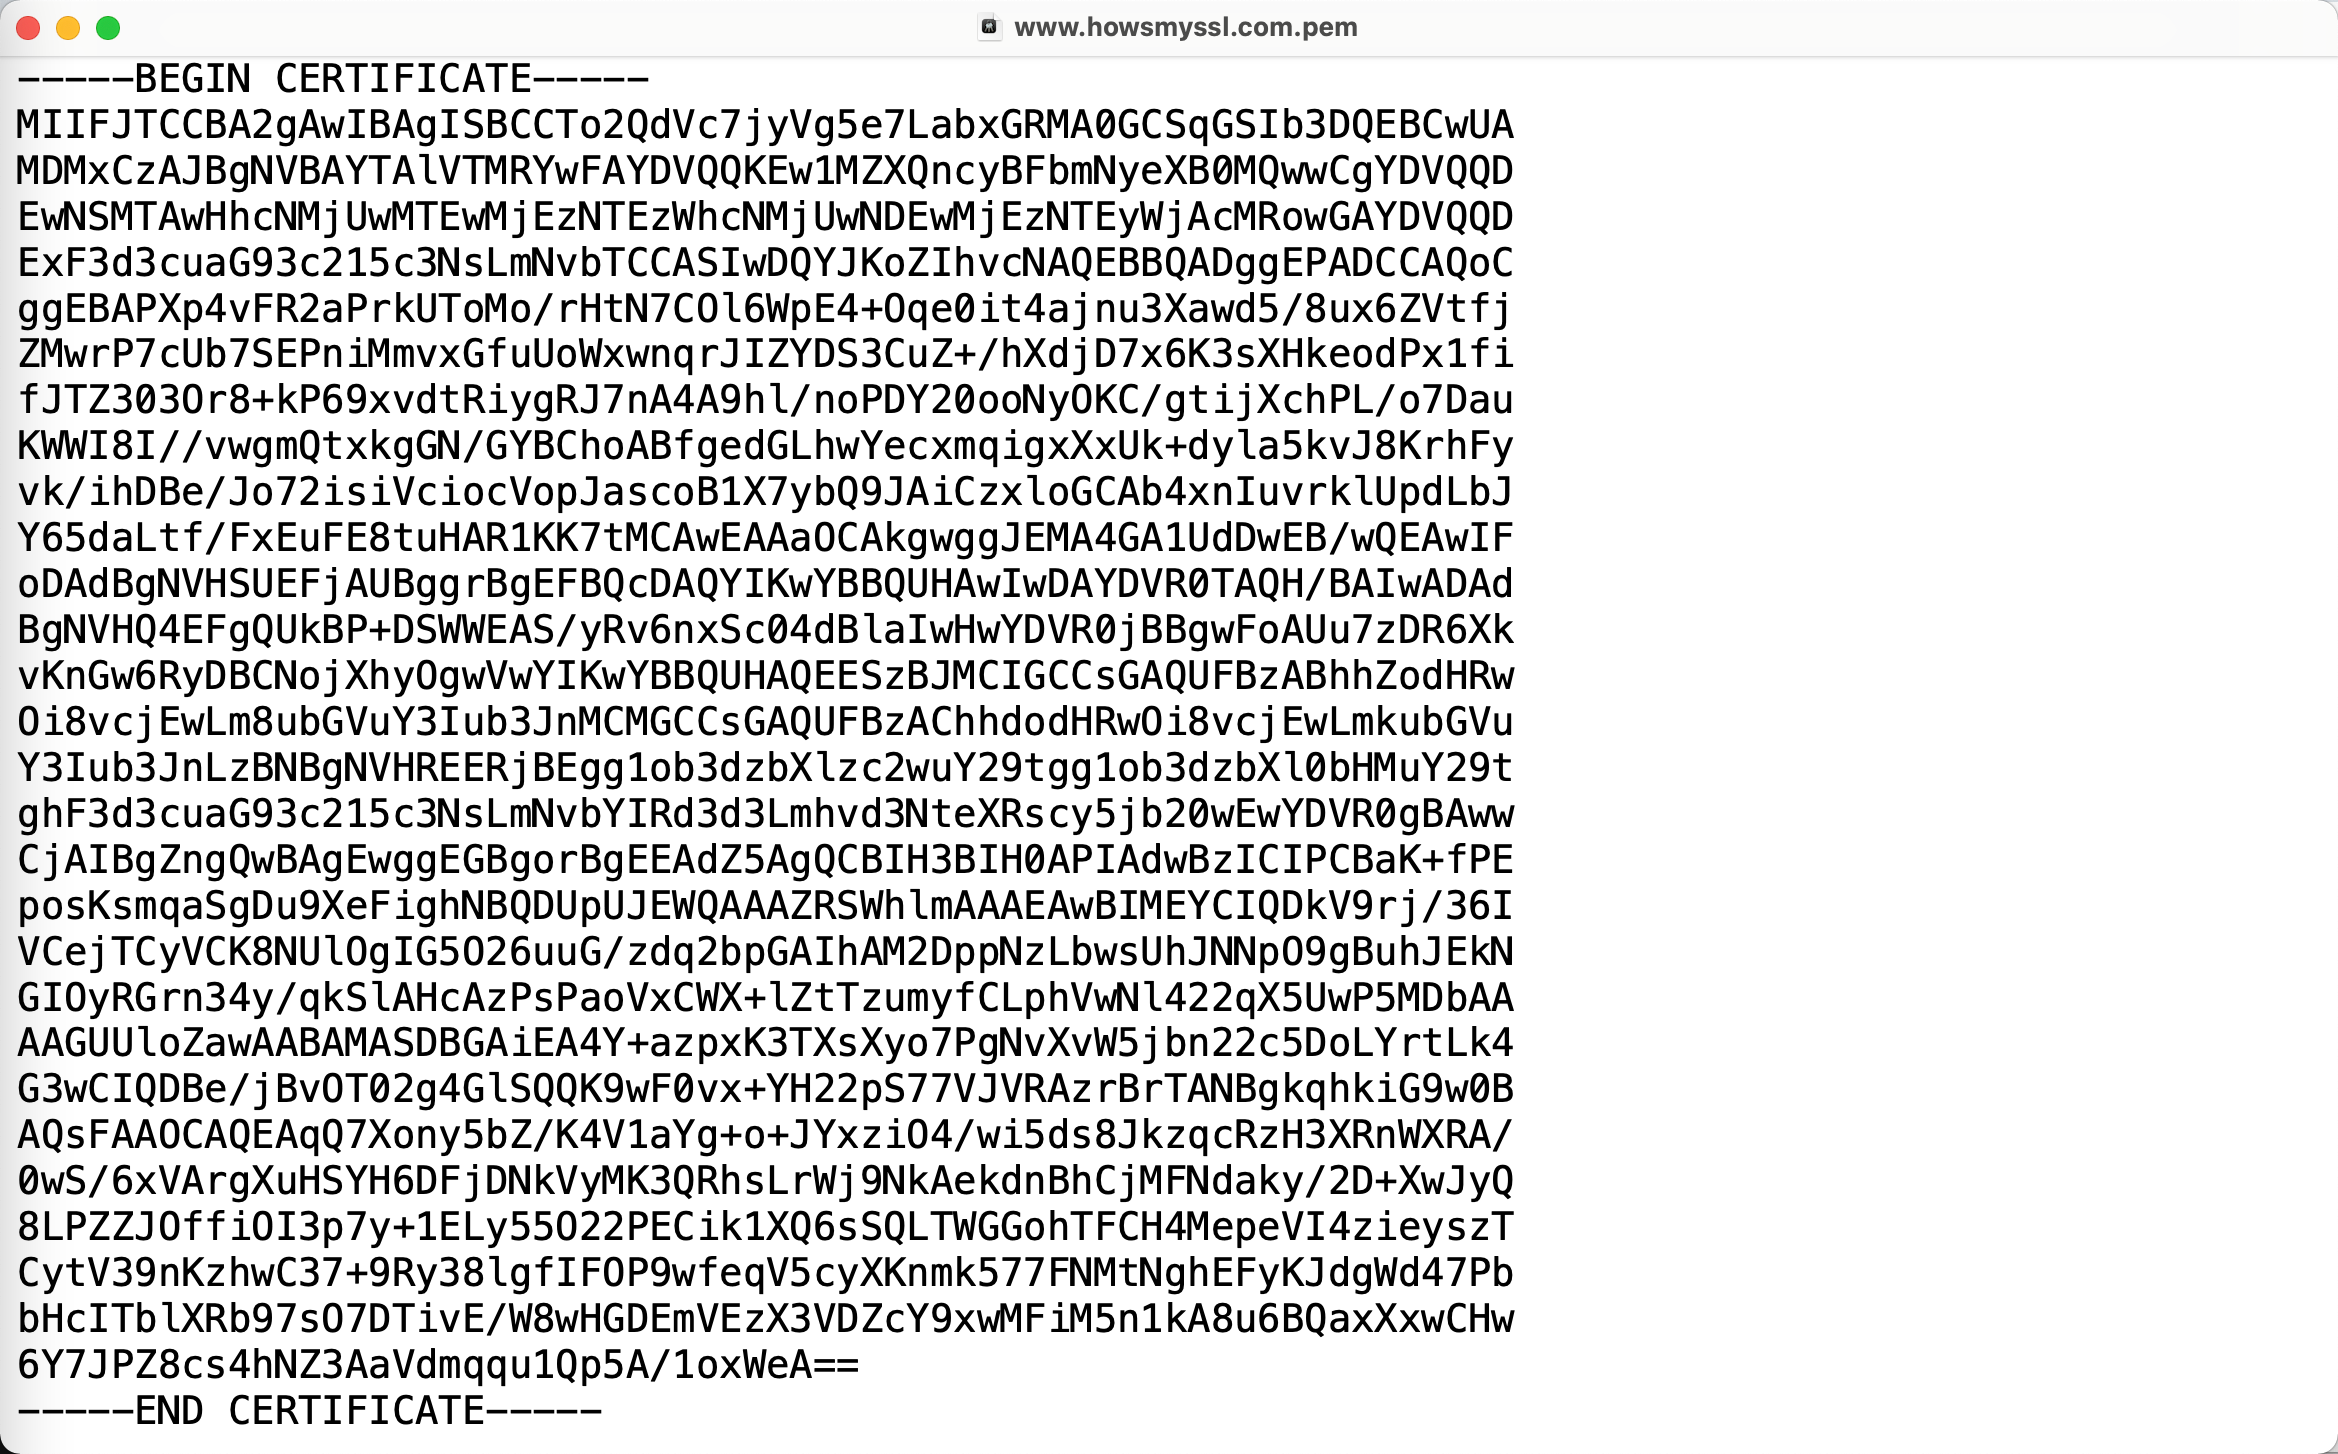 www.howsmyssl.com.pem
-----BEGIN CERTIFICATE-----
MIIFJTCCBA2gAwIBAgISBCCTo2QdVc7jyVg5e7LabxGRMA0GCSqGSIb3DQEBCwUA
MDMxCzAJBgNVBAYTAlVTMRYwFAYDVQQKEw1MZXQncyBFbmNyeXB0MQwwCgYDVQQD
EwNSMTAwHhcNMjUwMTEwMjEzNTEzWhcNMjUwNDEwMjEzNTEyWjAcMRowGAYDVQQD
ExF3d3cuaG93c215c3NsLmNvbTCCASIwDQYJKoZIhvcNAQEBBQADggEPADCCAQoC
ggEBAPXp4vFR2aPrkUToMo/rHtN7COl6WpE4+Oqe0it4ajnu3Xawd5/8ux6ZVtfj
ZMwrP7cUb7SEPniMmvxGfuUoWxwnqrJIZYDS3CuZ+/hXdjD7x6K3sXHkeodPx1fi
fJTZ303Or8+kP69xvdtRiygRJ7nA4A9hl/noPDY20ooNyOKC/gtijXchPL/o7Dau
KWWI8I//vwgmQtxkgGN/GYBChoABfgedGLhwYecxmqigxXxUk+dyla5kvJ8KrhFy
vk/ihDBe/Jo72isiVciocVopJascoB1X7ybQ9JAiCzxloGCAb4xnIuvrklUpdLbJ
Y65daLtf/FxEuFE8tuHAR1KK7tMCAwEAAaOCAkgwggJEMA4GA1UdDwEB/wQEAwIF
oDAdBgNVHSUEFjAUBggrBgEFBQcDAQYIKwYBBQUHAwIwDAYDVR0TAQH/BAIwADAd
BgNVHQ4EFgQUkBP+DSWWEAS/yRv6nxSc04dBlaIwHwYDVR0jBBgwFoAUu7zDR6Xk
vKnGw6RyDBCNojXhyOgwVwYIKwYBBQUHAQEESzBJMCIGCCsGAQUFBzABhhZodHRw
Oi8vcjEwLm8ubGVuY3Iub3JnMCMGCCsGAQUFBzAChhdodHRwOi8vcjEwLmkubGVu
Y3Iub3JnLzBNBgNVHREERjBEgg1ob3dzbXlzc2wuY29tgg1ob3dzbXl0bHMuY29t
ghF3d3cuaG93c215c3NsLmNvbYIRd3d3Lmhvd3NteXRscy5jb20wEwYDVR0gBAww
CjAIBgZngQwBAgEwggEGBgorBgEEAdZ5AgQCBIH3BIH0APIAdwBzICIPCBaK+fPE
posKsmqaSgDu9XeFighNBQDUpUJEWQAAAZRSWhlmAAAEAwBIMEYCIQDkV9rj/36I
VCejTCyVCK8NUlOgIG5O26uuG/zdq2bpGAIhAM2DppNzLbwsUhJNNpO9gBuhJEkN
GIOyRGrn34y/qkSlAHcAzPsPaoVxCWX+lZtTzumyfCLphVwNl422qX5UwP5MDbAA
AAGUUloZawAABAMASDBGAiEA4Y+azpxK3TXsXyo7PgNvXvW5jbn22c5DoLYrtLk4
G3wCIQDBe/jBvOT02g4GlSQQK9wF0vx+YH22pS77VJVRAzrBrTANBgkqhkiG9w0B
AQsFAAOCAQEAqQ7Xony5bZ/K4V1aYg+o+JYxziO4/wi5ds8JkzqcRzH3XRnWXRA/
0wS/6xVArgXuHSYH6DFjDNkVyMK3QRhsLrWj9NkAekdnBhCjMFNdaky/2D+XwJyQ
8LPZZJOffiOI3p7y+1ELy55O22PECik1XQ6sSQLTWGGohTFCH4MepeVI4zieyszT
CytV39nKzhwC37+9Ry38lgfIFOP9wfeqV5cyXKnmk577FNMtNghEFyKJdgWd47Pb
bHcITblXRb97sO7DTivE/W8wHGDEmVEzX3VDZcY9xwMFiM5n1kA8u6BQaxXxwCHw
6Y7JPZ8cs4hNZ3AaVdmqqu1Qp5A/1oxWeA==
-----END CERTIFICATE-----